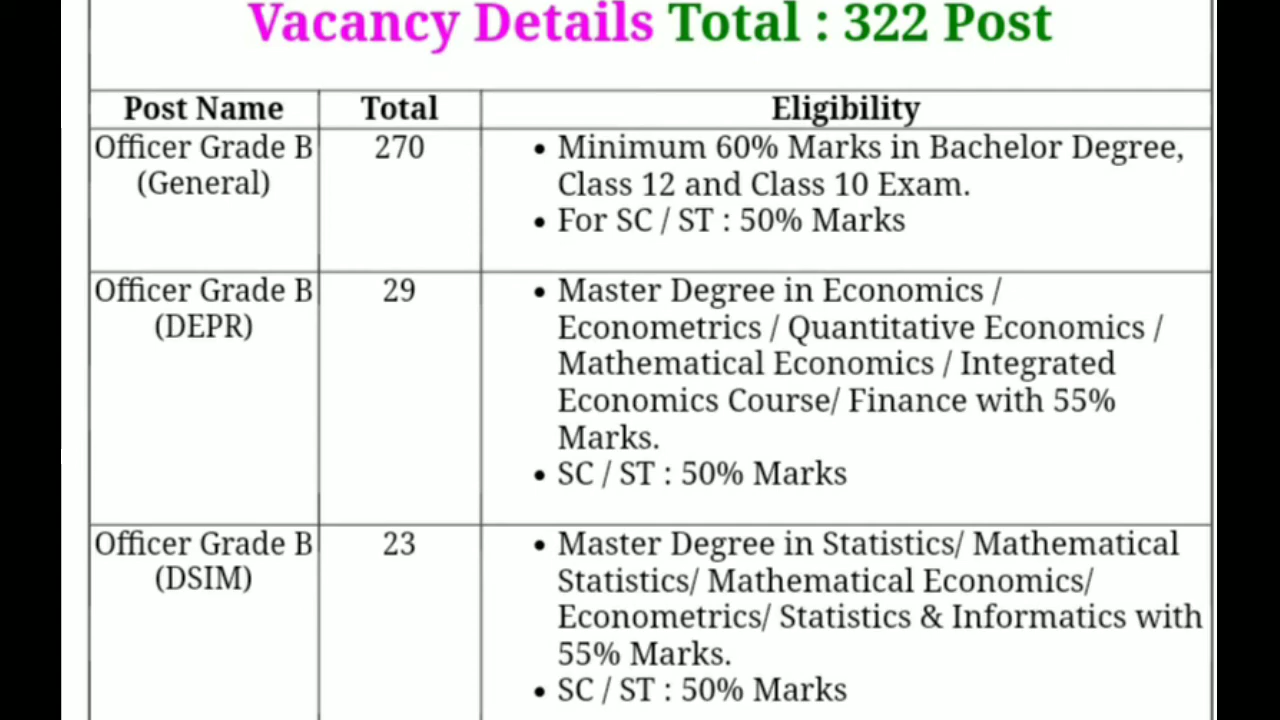 Vacancy Details Total : 322 Post
Post Name Total Eligibility
Officer Grade B
(General)
270
• Minimum 60% Marks in Bachelor Degree,
Class 12 and Class 10 Exam.
• For SC / ST : 50% Marks
Officer Grade B
(DEPR)
29
• Master Degree in Economics /
Econometrics / Quantitative Economics /
Mathematical Economics / Integrated
Economics Course/ Finance with 55%
Marks.
• SC / ST : 50% Marks
Officer Grade B
(DSIM)
23
• Master Degree in Statistics/ Mathematical
Statistics/ Mathematical Economics/
Econometrics/ Statistics & Informatics with
55% Marks.
• SC / ST : 50% Marks